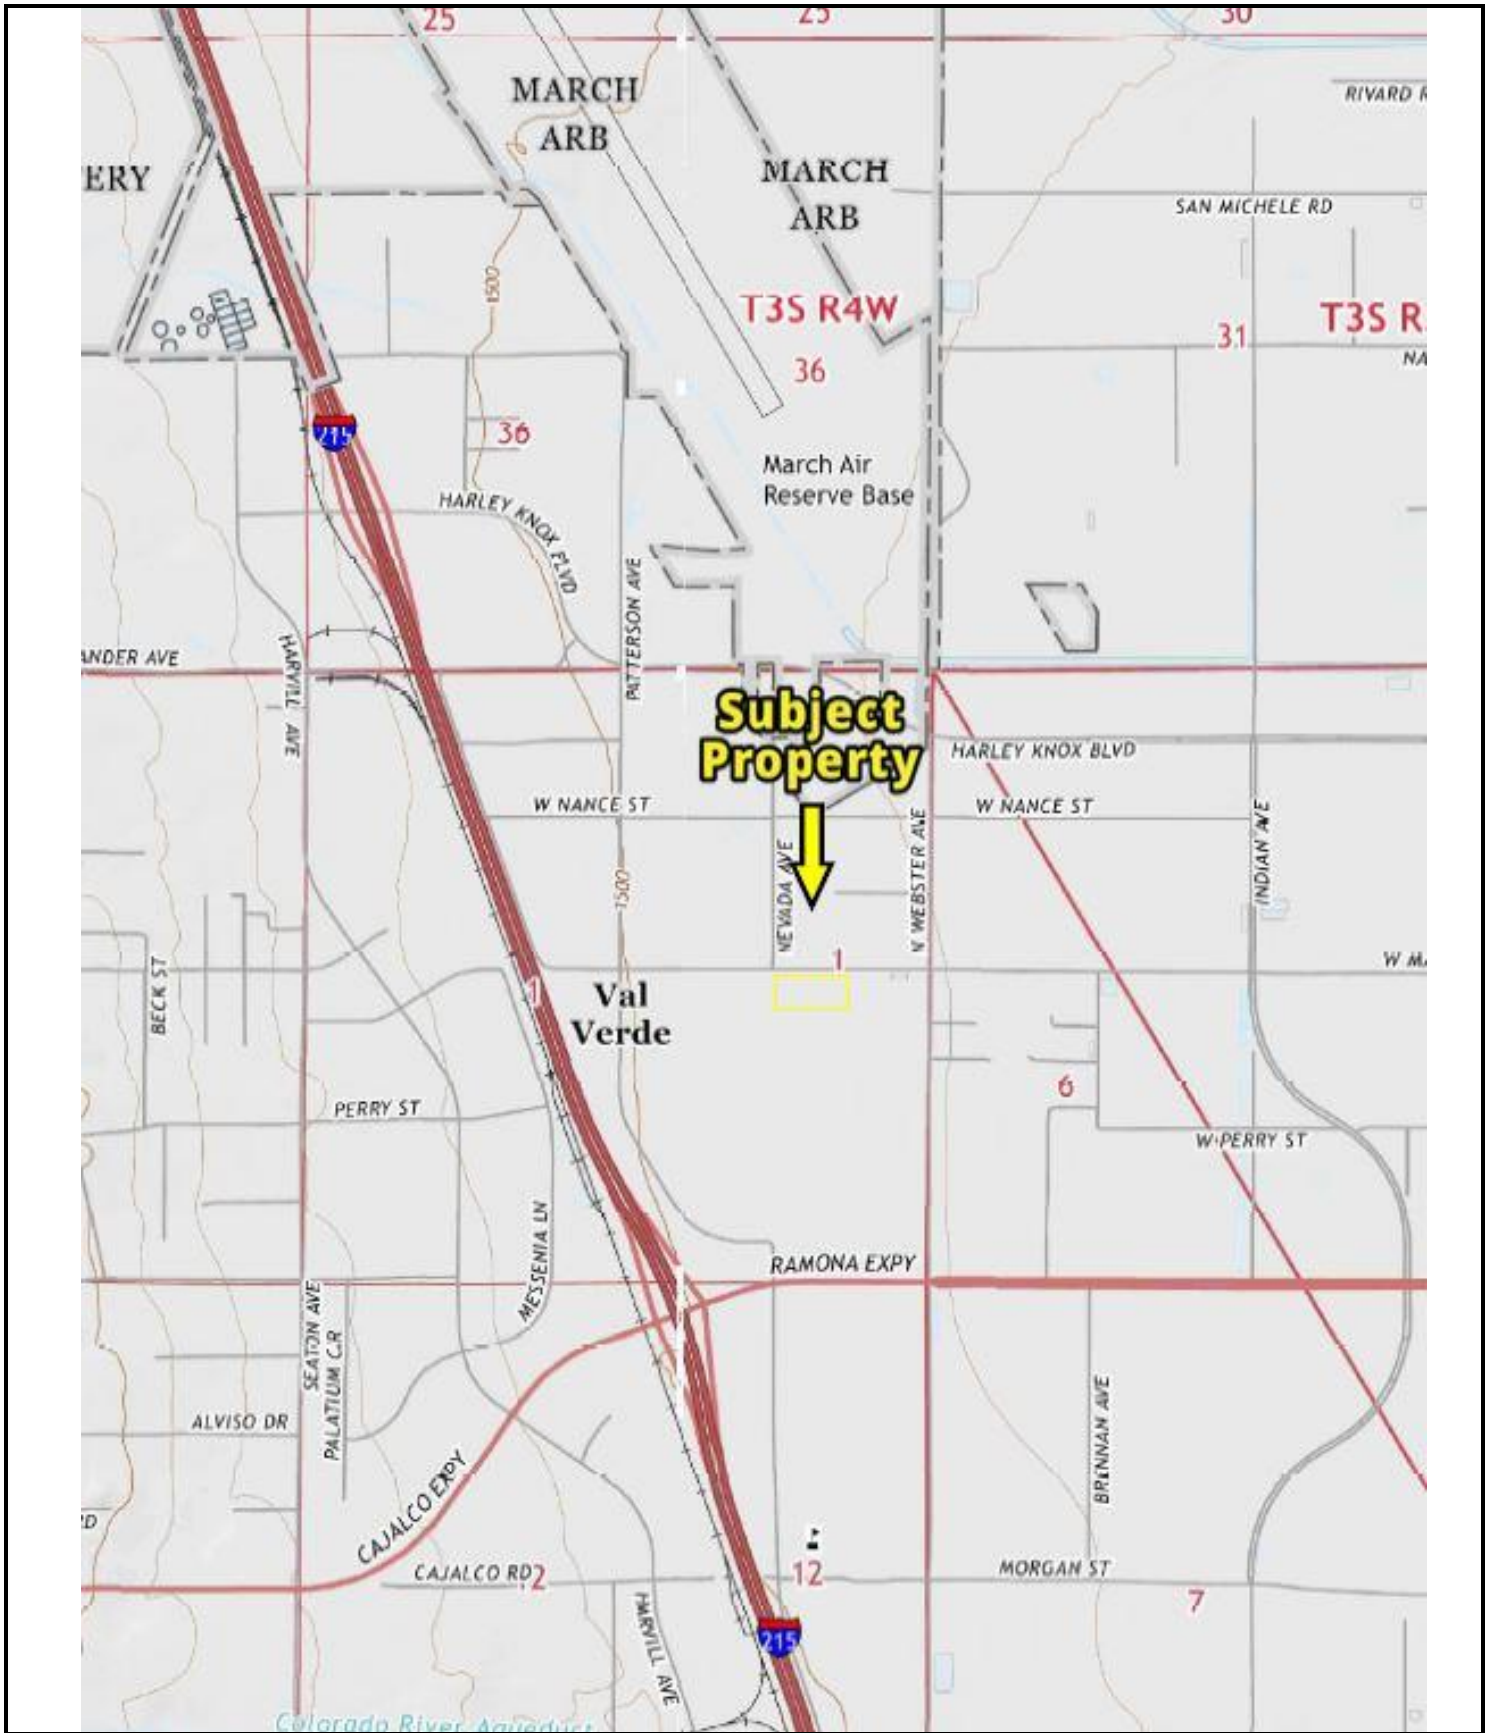 25
25
30
MARCH
ARB
RIVARD R
ERY
MARCH
ARB
SAN MICHELE RD
1500
T3S R4W
T3S R
31
36
NA
215
36
March Air
Reserve Base
HARLEY KNOX BLVD
PATTERSON AVE
ANDER AVE
HARVILL AVE
Subject
Property
HARLEY KNOX BLVD
W NANCE ST
W NANCE ST
NEVADA AVE
N WEBSTER AVE
INDIAN AVE
1500
1
W MA
BECK ST
1
Val
Verde
6
PERRY ST
W PERRY ST
MESSENIA LN
RAMONA EXPY
SEATON AVE
PALATIUM CIR
BRENNAN AVE
ALVISO DR
CAJALCO EXPY
RD
CAJALCO RD
2
12
MORGAN ST
7
HARVILL AVE
215
Colorado River Aqueduct